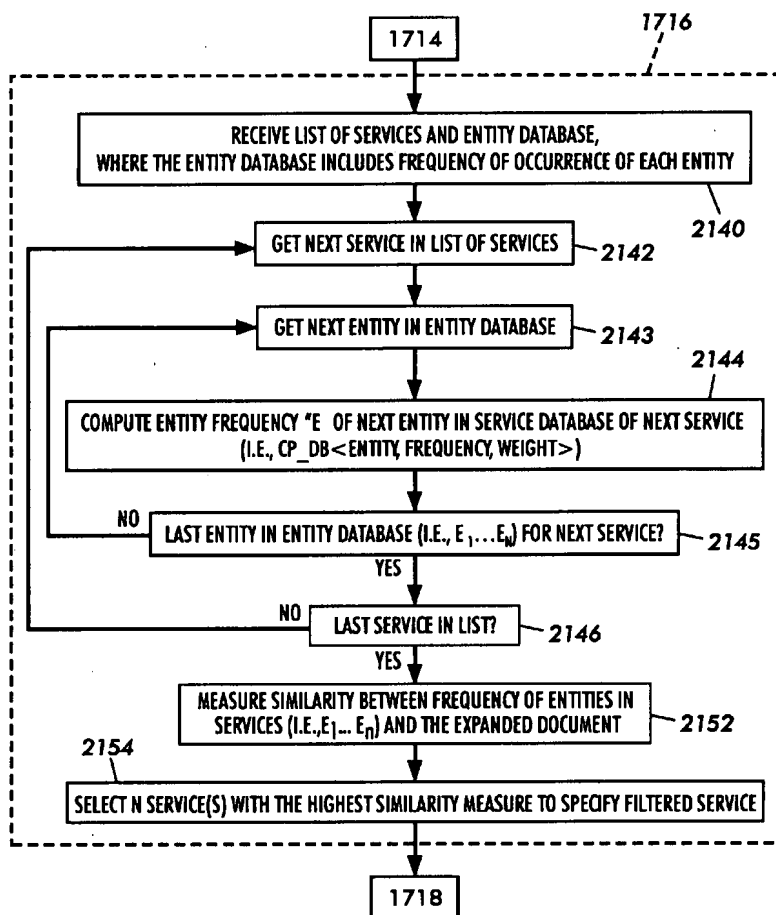 1714
1716
RECEIVE LIST OF SERVICES AND ENTITY DATABASE,
WHERE THE ENTITY DATABASE INCLUDES FREQUENCY OF OCCURRENCE OF EACH ENTITY
2140
GET NEXT SERVICE IN LIST OF SERVICES
2142
GET NEXT ENTITY IN ENTITY DATABASE
2143
2144
COMPUTE ENTITY FREQUENCY "E OF NEXT ENTITY IN SERVICE DATABASE OF NEXT SERVICE
(I.E., CP_DB<ENTITY, FREQUENCY, WEIGHT>)
NO
LAST ENTITY IN ENTITY DATABASE (I.E., E1...EN) FOR NEXT SERVICE?
2145
YES
NO
LAST SERVICE IN LIST?
2146
YES
MEASURE SIMILARITY BETWEEN FREQUENCY OF ENTITIES IN
SERVICES (I.E.,E1... En) AND THE EXPANDED DOCUMENT
2152
2154
SELECT N SERVICE(S) WITH THE HIGHEST SIMILARITY MEASURE TO SPECIFY FILTERED SERVICE
1718